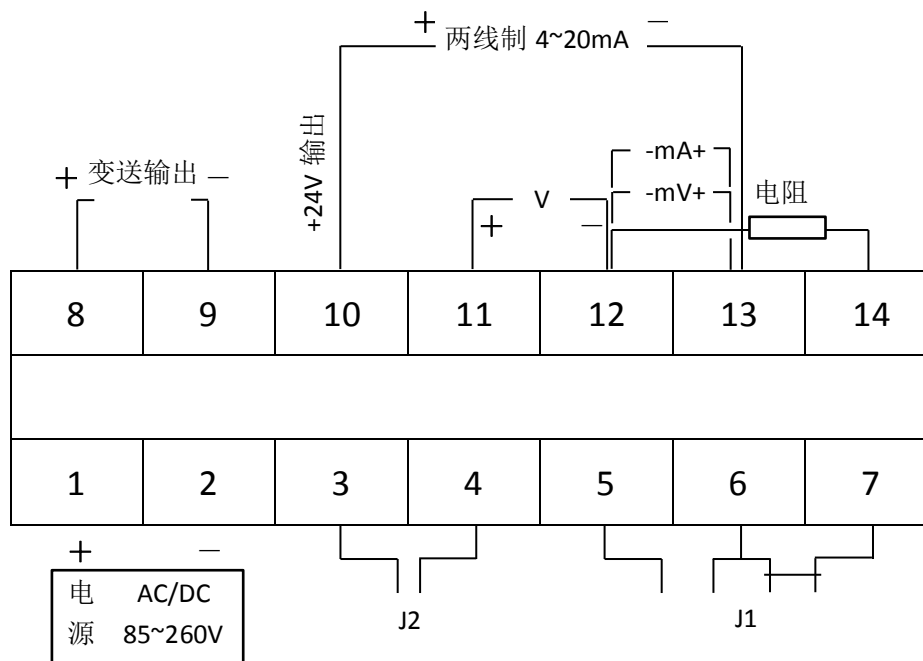 + 两线制 4~20mA —
+24V 输出
-mA+
+ 变送输出 —
-mV+
V
电阻
+ —
8 9 10 11 12 13 14
1 2 3 4 5 6 7
+ —
电 AC/DC
源 85~260V
J2
J1